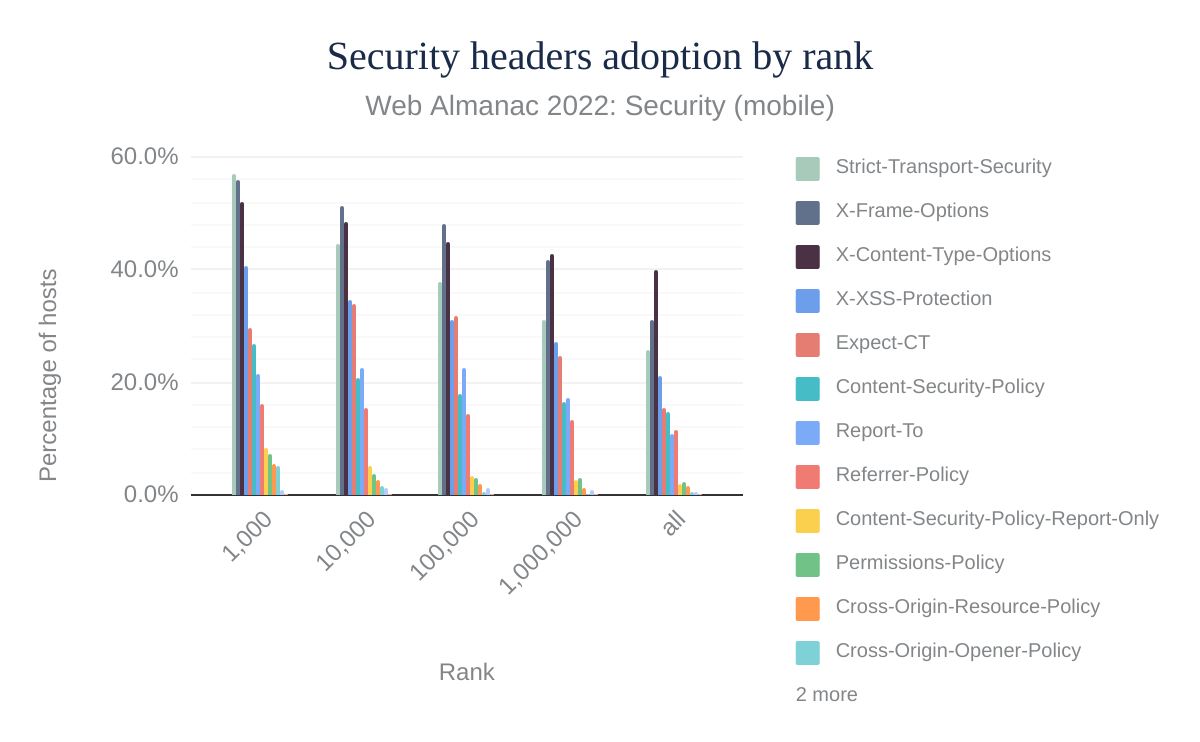 Security headers adoption by rank
Web Almanac 2022: Security (mobile)
Percentage of hosts
60.0%
40.0%
20.0%
0.0%
1,000
10,000
100,000
1,000,000
all
Rank
Strict-Transport-Security
X-Frame-Options
X-Content-Type-Options
X-XSS-Protection
Expect-CT
Content-Security-Policy
Report-To
Referrer-Policy
Content-Security-Policy-Report-Only
Permissions-Policy
Cross-Origin-Resource-Policy
Cross-Origin-Opener-Policy
2 more